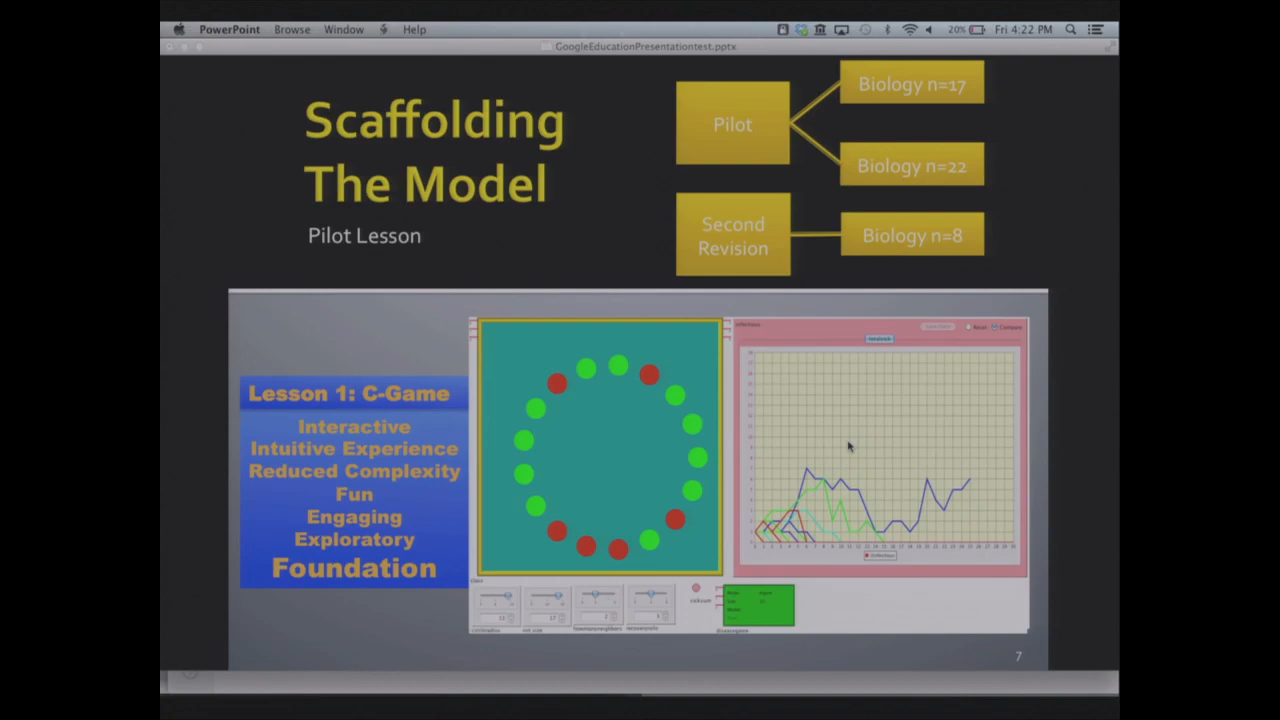 PowerPoint Browse Window Help
20% Fri 4:22 PM
GoogleEducationPresentationtest.pptx
Scaffolding
The Model
Pilot Lesson
Pilot
Biology n=17
Biology n=22
Second
Revision
Biology n=8
Lesson 1: C-Game
Interactive
Intuitive Experience
Reduced Complexity
Fun
Engaging
Exploratory
Foundation
Compare
7